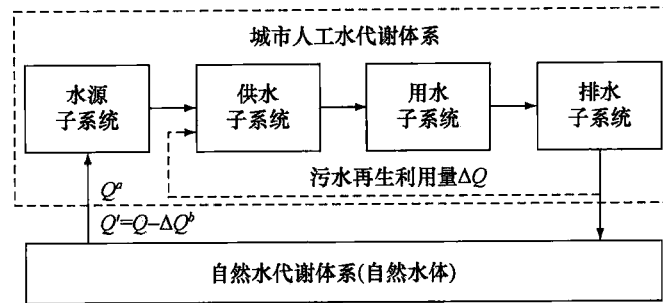 城市人工水代谢体系
水源
子系统
供水
子系统
用水
子系统
排水
子系统
污水再生利用量ΔQ
Qᵃ
Q′=Q−ΔQᵇ
自然水代谢体系(自然水体)